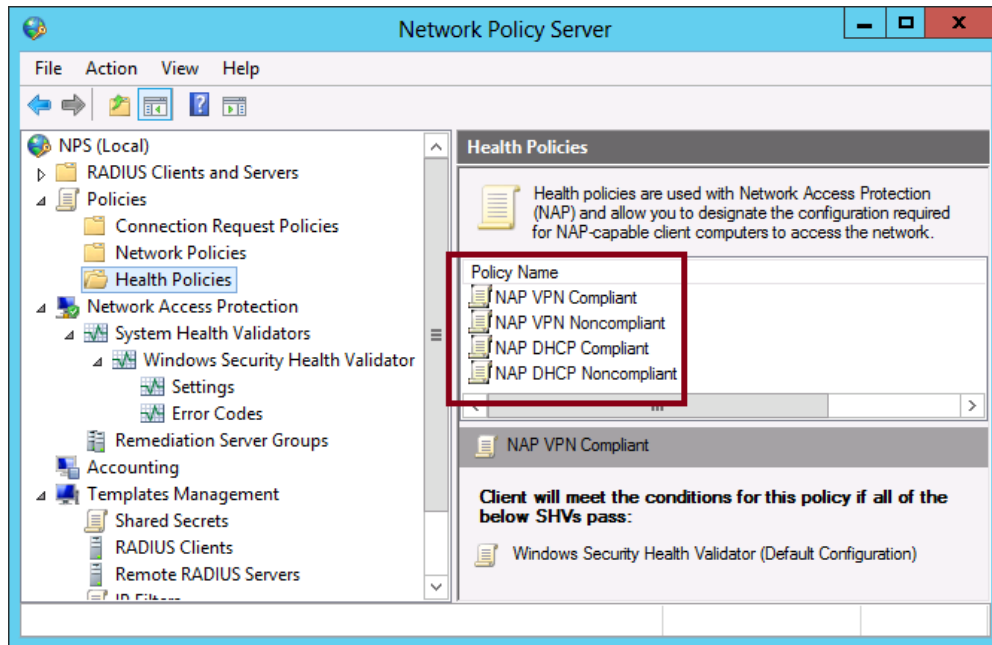 Network Policy Server
File Action View Help
NPS (Local)
RADIUS Clients and Servers
Policies
Connection Request Policies
Network Policies
Health Policies
Network Access Protection
System Health Validators
Windows Security Health Validator
Settings
Error Codes
Remediation Server Groups
Accounting
Templates Management
Shared Secrets
RADIUS Clients
Remote RADIUS Servers
IP Filters
Health Policies
Health policies are used with Network Access Protection
(NAP) and allow you to designate the configuration required
for NAP-capable client computers to access the network.
Policy Name
NAP VPN Compliant
NAP VPN Noncompliant
NAP DHCP Compliant
NAP DHCP Noncompliant
NAP VPN Compliant
Client will meet the conditions for this policy if all of the
below SHVs pass:
Windows Security Health Validator (Default Configuration)